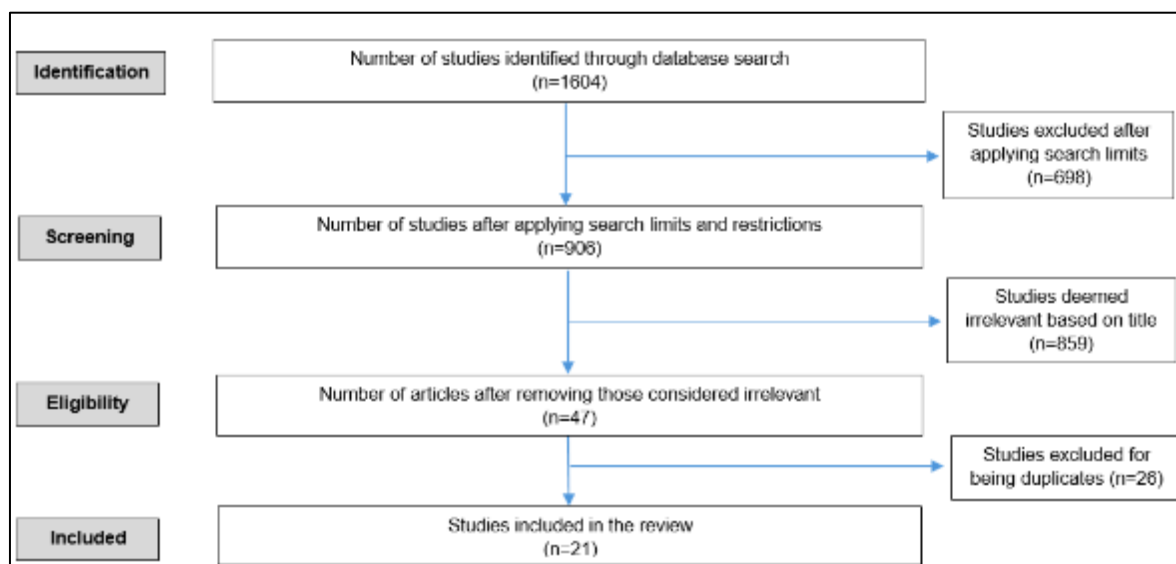 Identification
Number of studies identified through database search
(n=1604)
Studies excluded after
applying search limits
(n=698)
Screening
Number of studies after applying search limits and restrictions
(n=906)
Studies deemed
irrelevant based on title
(n=859)
Eligibility
Number of articles after removing those considered irrelevant
(n=47)
Studies excluded for
being duplicates (n=26)
Included
Studies included in the review
(n=21)